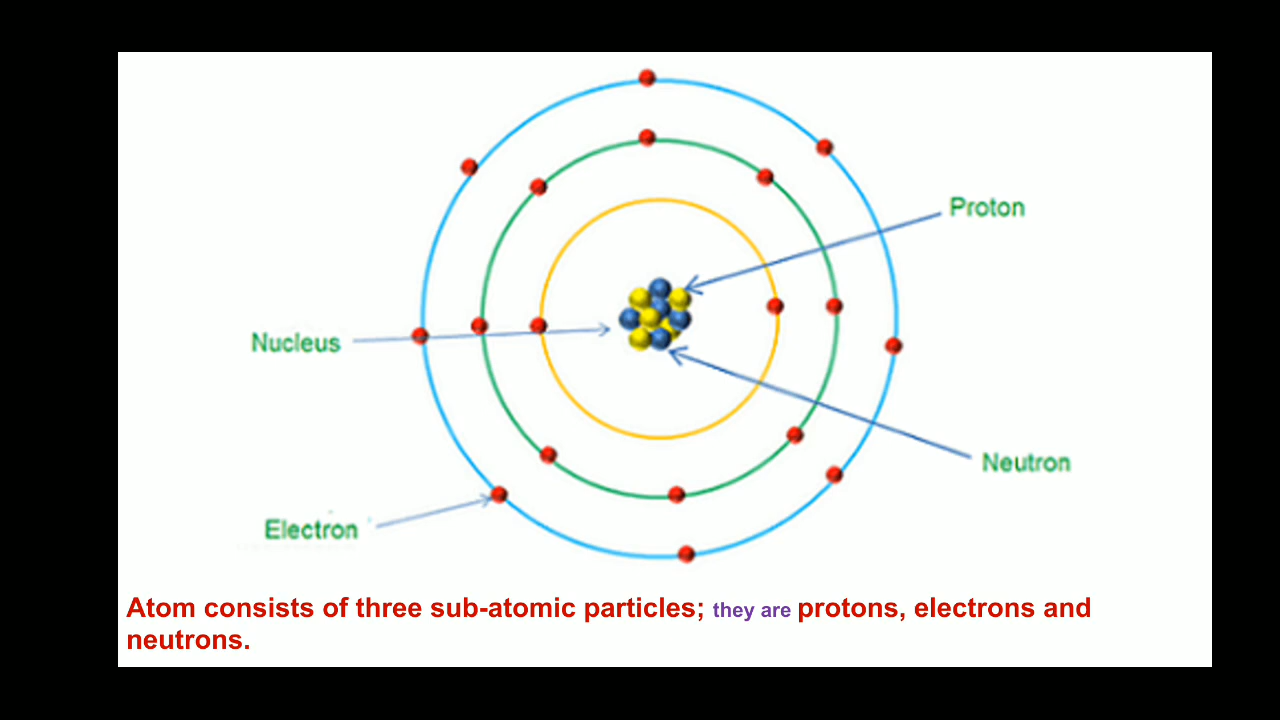 Proton
Nucleus
Neutron
Electron
Atom consists of three sub-atomic particles; they are protons, electrons and
neutrons.